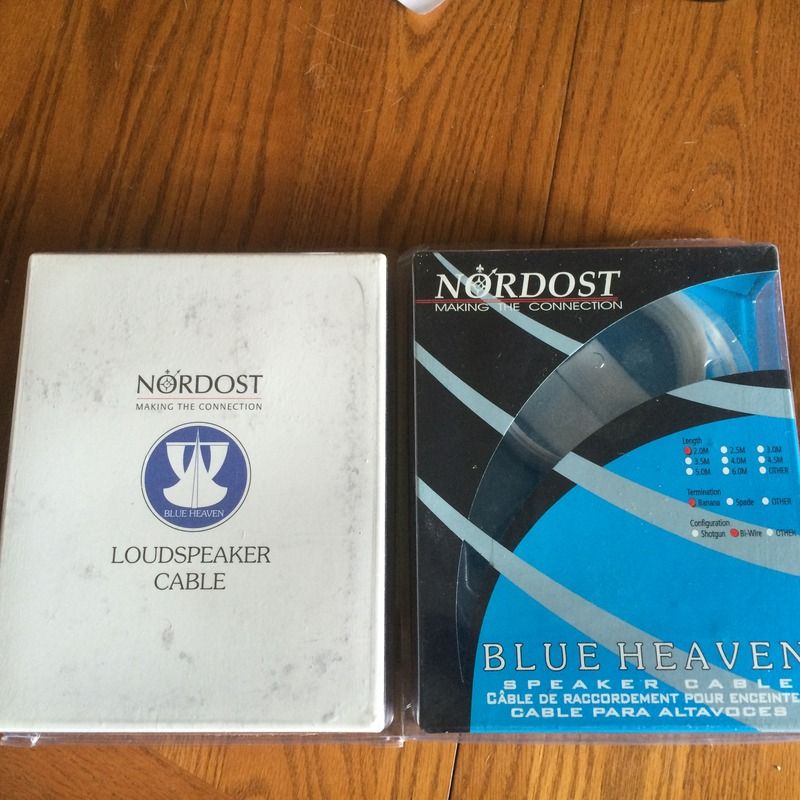 NORDOST
MAKING THE CONNECTION
BLUE HEAVEN
LOUDSPEAKER
CABLE
NORDOST
MAKING THE CONNECTION
Length
2.0M 2.5M 3.0M
3.5M 4.0M 4.5M
5.0M 6.0M OTHER
Termination
Banana Spade OTHER
Configuration
Shotgun Bi-Wire OTHER
BLUE HEAVEN
SPEAKER CABLE
CÂBLE DE RACCORDEMENT POUR ENCEINTE
CABLE PARA ALTAVOCES